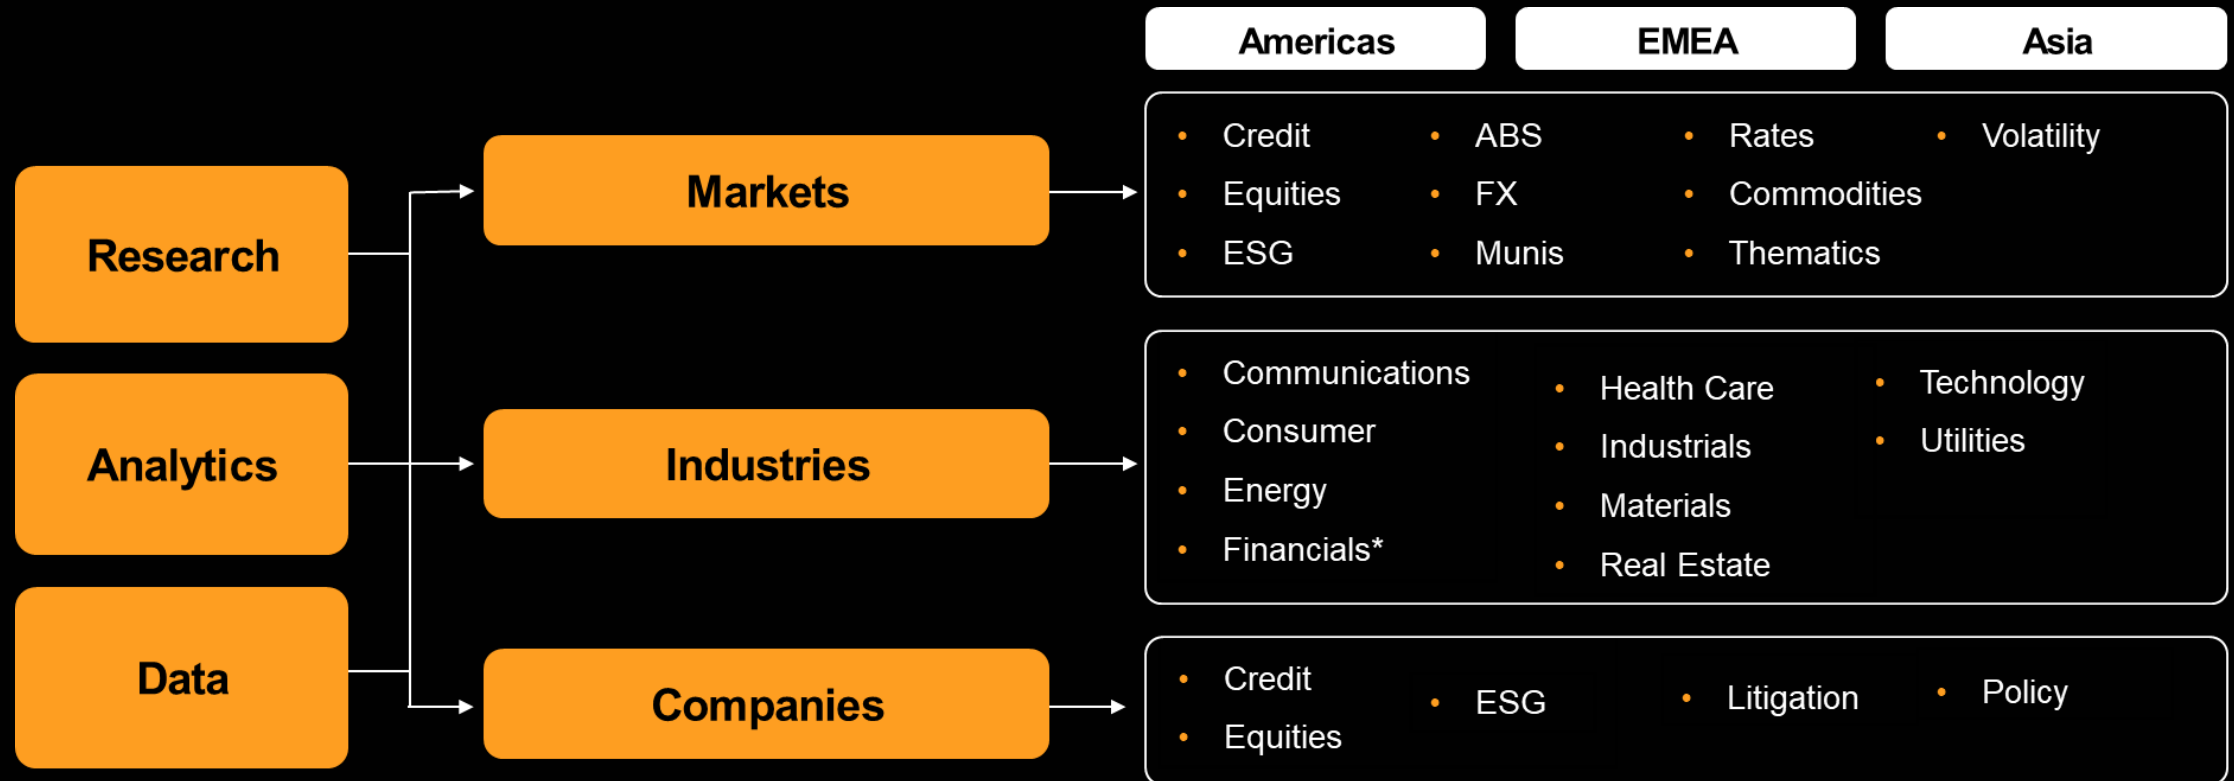 Americas
EMEA
Asia
Research
Analytics
Data
Markets
Industries
Companies
• Credit
• Equities
• ESG
• ABS
• FX
• Munis
• Rates
• Commodities
• Thematics
• Volatility
• Communications
• Consumer
• Energy
• Financials*
• Health Care
• Industrials
• Materials
• Real Estate
• Technology
• Utilities
• Credit
• Equities
• ESG
• Litigation
• Policy